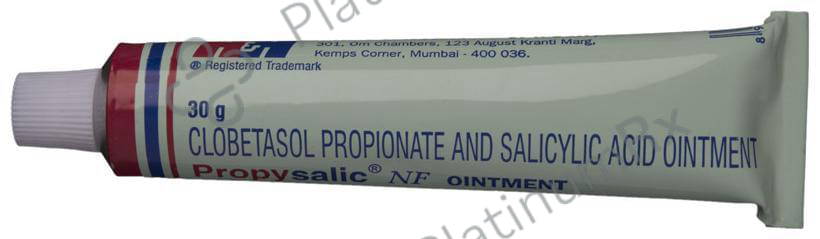 301, Om Chambers, 123 August Kranti Marg,
Kemps Corner, Mumbai - 400 036.
® Registered Trademark
30 g
CLOBETASOL PROPIONATE AND SALICYLIC ACID OINTMENT
Propysalic® NF OINTMENT
PlatinumRx